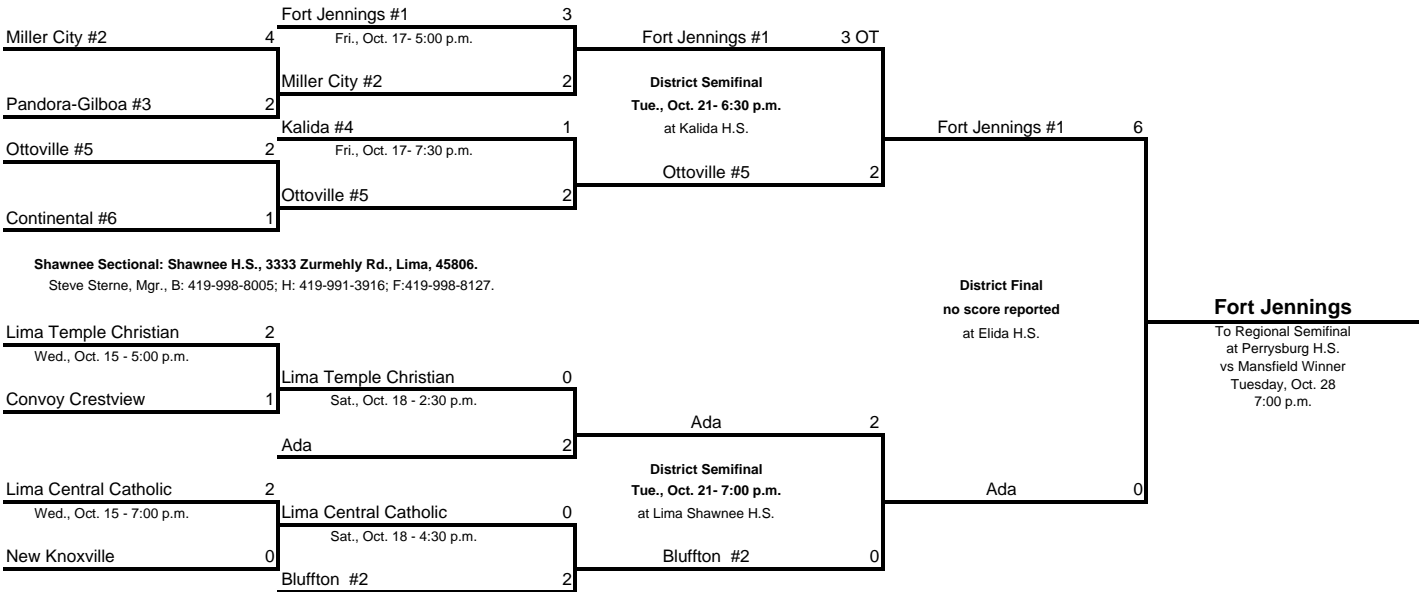 Fort Jennings #1 3
Miller City #2 4
Fri., Oct. 17- 5:00 p.m.
Fort Jennings #1 3 OT
Miller City #2 2
District Semifinal
Pandora-Gilboa #3 2
Tue., Oct. 21- 6:30 p.m.
Kalida #4 1
at Kalida H.S.
Fort Jennings #1 6
Ottoville #5 2
Fri., Oct. 17- 7:30 p.m.
Ottoville #5 2
Ottoville #5 2
Continental #6 1
Shawnee Sectional: Shawnee H.S., 3333 Zurmehly Rd., Lima, 45806.
Steve Sterne, Mgr., B: 419-998-8005; H: 419-991-3916; F:419-998-8127.
District Final
no score reported
at Elida H.S.
Fort Jennings
To Regional Semifinal
at Perrysburg H.S.
vs Mansfield Winner
Tuesday, Oct. 28
7:00 p.m.
Lima Temple Christian 2
Wed., Oct. 15 - 5:00 p.m.
Lima Temple Christian 0
Convoy Crestview 1
Sat., Oct. 18 - 2:30 p.m.
Ada 2
Ada 2
District Semifinal
Tue., Oct. 21- 7:00 p.m.
at Lima Shawnee H.S.
Ada 0
Lima Central Catholic 2
Wed., Oct. 15 - 7:00 p.m.
Lima Central Catholic 0
Sat., Oct. 18 - 4:30 p.m.
New Knoxville 0
Bluffton #2 0
Bluffton #2 2